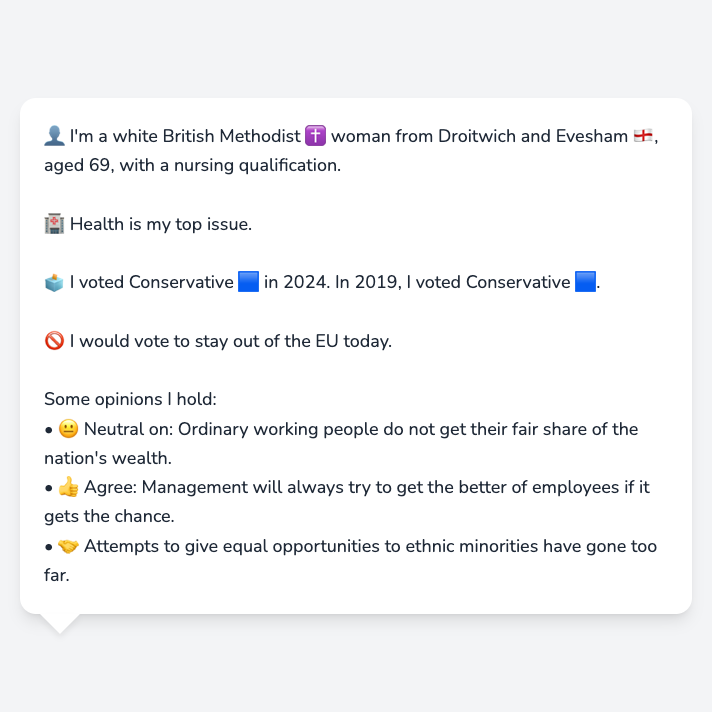 👤 I'm a white British Methodist ✝️ woman from Droitwich and Evesham 🏴󠁧󠁢󠁥󠁮󠁧󠁿,
aged 69, with a nursing qualification.
🏥 Health is my top issue.
🗳️ I voted Conservative 🟦 in 2024. In 2019, I voted Conservative 🟦.
🚫 I would vote to stay out of the EU today.
Some opinions I hold:
• 😐 Neutral on: Ordinary working people do not get their fair share of the
nation's wealth.
• 👍 Agree: Management will always try to get the better of employees if it
gets the chance.
• 🤝 Attempts to give equal opportunities to ethnic minorities have gone too
far.